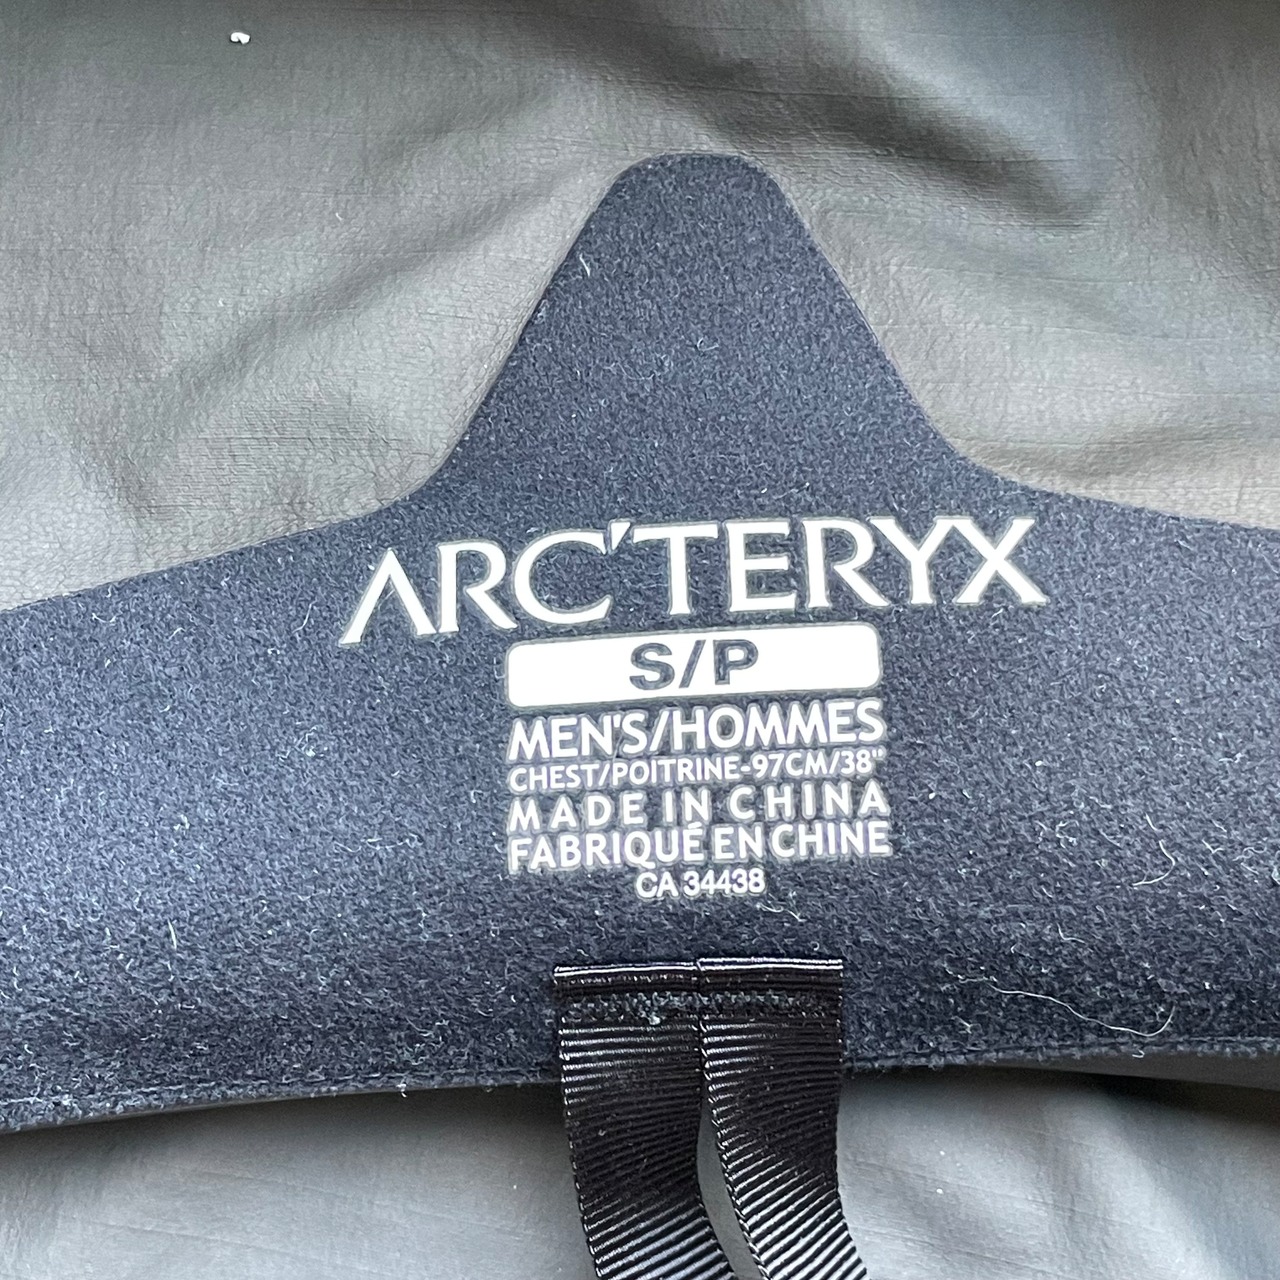 ARC'TERYX
S/P
MEN'S/HOMMES
CHEST/POITRINE-97CM/38"
MADE IN CHINA
FABRIQUÉ EN CHINE
CA 34438